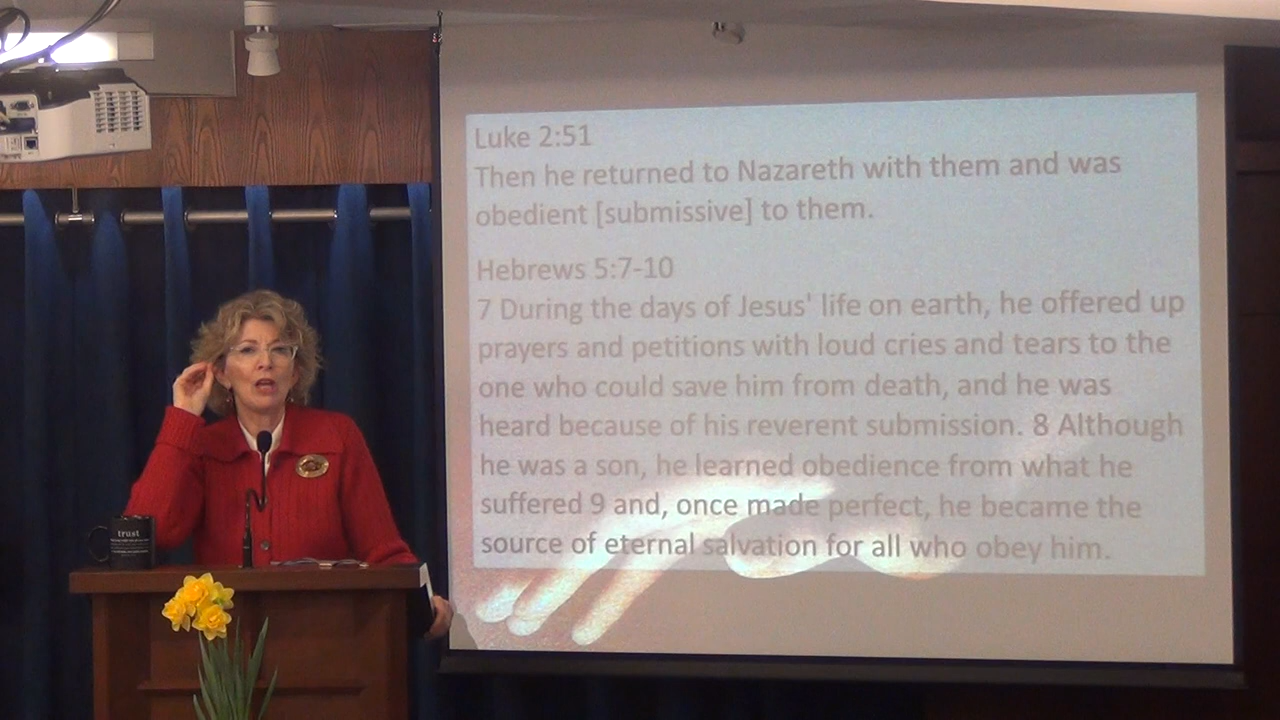 Luke 2:51
Then he returned to Nazareth with them and was
obedient [submissive] to them.
Hebrews 5:7-10
7 During the days of Jesus' life on earth, he offered up
prayers and petitions with loud cries and tears to the
one who could save him from death, and he was
heard because of his reverent submission. 8 Although
he was a son, he learned obedience from what he
suffered 9 and, once made perfect, he became the
source of eternal salvation for all who obey him.
trust